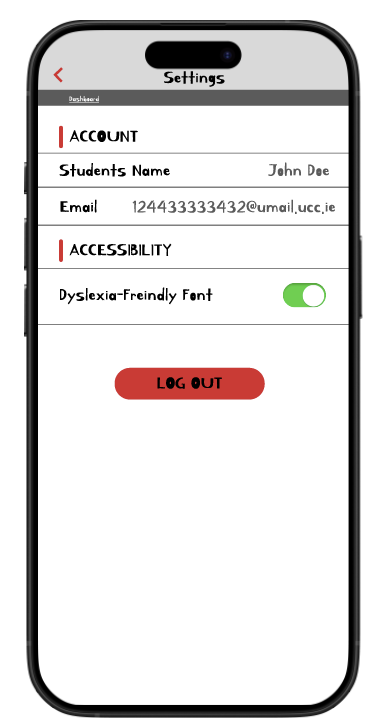 Settings
Dashboard
ACCOUNT
Students Name John Doe
Email 124433333432@umail.ucc.ie
ACCESSIBILITY
Dyslexia-Freindly Font
LOG OUT